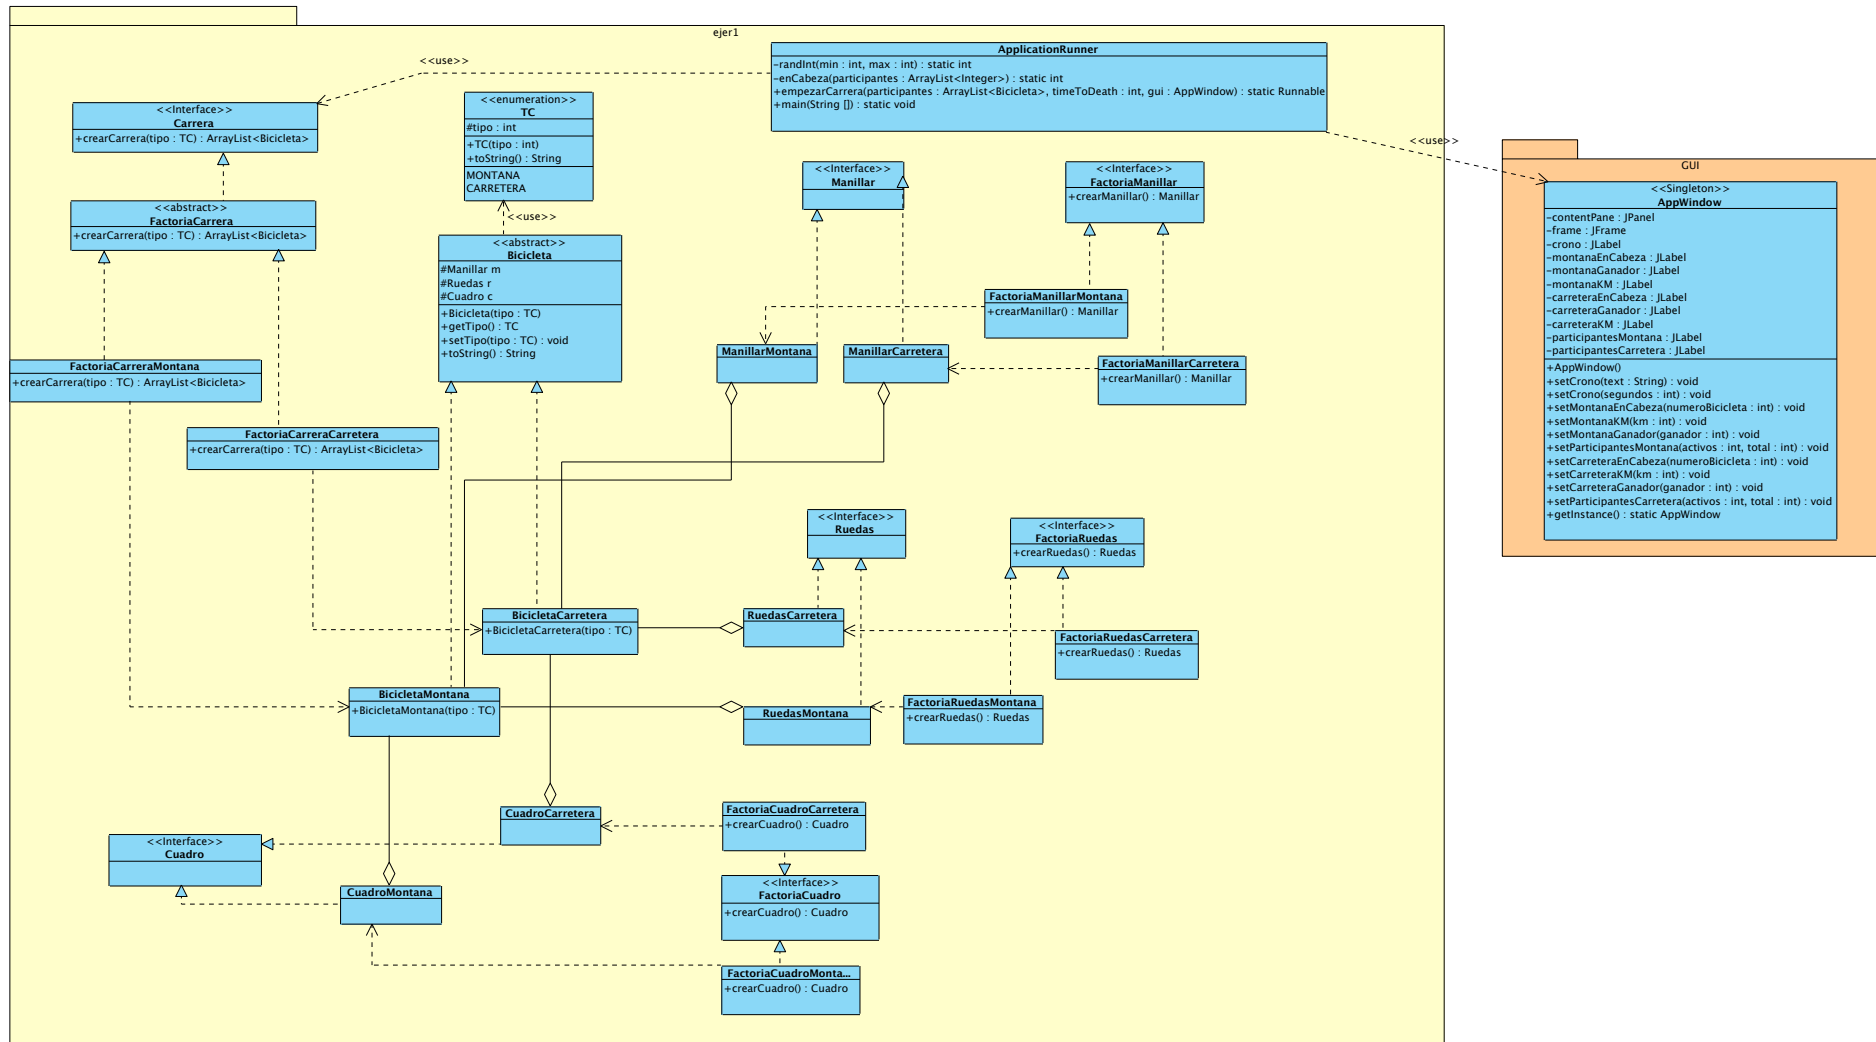 ejer1
<<use>>
ApplicationRunner
-randInt(min : int, max : int) : static int
-enCabeza(participantes : ArrayList<Integer>) : static int
+empezarCarrera(participantes : ArrayList<Bicicleta>, timeToDeath : int, gui : AppWindow) : static Runnable
+main(String []) : static void
<<use>>
<<Interface>>
Carrera
+crearCarrera(tipo : TC) : ArrayList<Bicicleta>
<<enumeration>>
TC
#tipo : int
+TC(tipo : int)
+toString() : String
MONTANA
CARRETERA
<<use>>
<<abstract>>
FactoriaCarrera
+crearCarrera(tipo : TC) : ArrayList<Bicicleta>
<<abstract>>
Bicicleta
#Manillar m
#Ruedas r
#Cuadro c
+Bicicleta(tipo : TC)
+getTipo() : TC
+setTipo(tipo : TC) : void
+toString() : String
<<Interface>>
Manillar
<<Interface>>
FactoriaManillar
+crearManillar() : Manillar
FactoriaManillarMontana
+crearManillar() : Manillar
ManillarMontana
ManillarCarretera
FactoriaManillarCarretera
+crearManillar() : Manillar
FactoriaCarreraMontana
+crearCarrera(tipo : TC) : ArrayList<Bicicleta>
FactoriaCarreraCarretera
+crearCarrera(tipo : TC) : ArrayList<Bicicleta>
<<Interface>>
Ruedas
<<Interface>>
FactoriaRuedas
+crearRuedas() : Ruedas
BicicletaCarretera
+BicicletaCarretera(tipo : TC)
RuedasCarretera
FactoriaRuedasCarretera
+crearRuedas() : Ruedas
BicicletaMontana
+BicicletaMontana(tipo : TC)
RuedasMontana
FactoriaRuedasMontana
+crearRuedas() : Ruedas
CuadroCarretera
FactoriaCuadroCarretera
+crearCuadro() : Cuadro
<<Interface>>
Cuadro
CuadroMontana
<<Interface>>
FactoriaCuadro
+crearCuadro() : Cuadro
FactoriaCuadroMonta...
+crearCuadro() : Cuadro
GUI
<<Singleton>>
AppWindow
-contentPane : JPanel
-frame : JFrame
-crono : JLabel
-montanaEnCabeza : JLabel
-montanaGanador : JLabel
-montanaKM : JLabel
-carreteraEnCabeza : JLabel
-carreteraGanador : JLabel
-carreteraKM : JLabel
-participantesMontana : JLabel
-participantesCarretera : JLabel
+AppWindow()
+setCrono(text : String) : void
+setCrono(segundos : int) : void
+setMontanaEnCabeza(numeroBicicleta : int) : void
+setMontanaKM(km : int) : void
+setMontanaGanador(ganador : int) : void
+setParticipantesMontana(activos : int, total : int) : void
+setCarreteraEnCabeza(numeroBicicleta : int) : void
+setCarreteraKM(km : int) : void
+setCarreteraGanador(ganador : int) : void
+setParticipantesCarretera(activos : int, total : int) : void
+getInstance() : static AppWindow